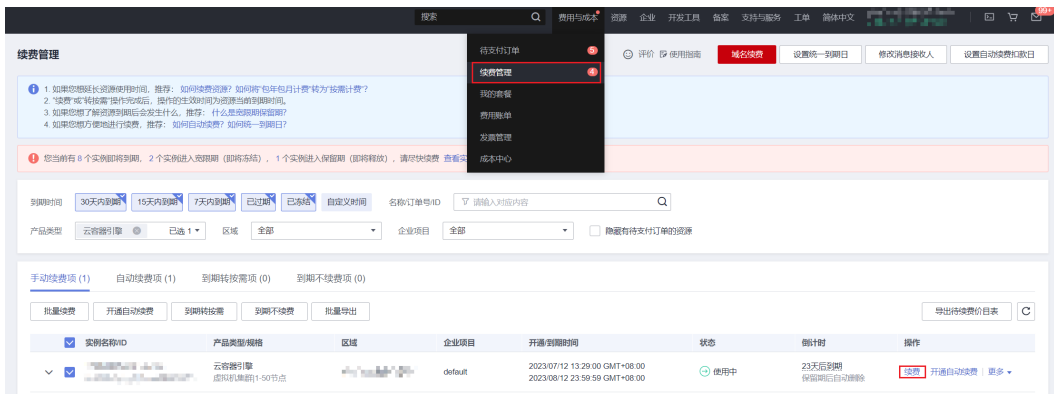 搜索 费用与成本 资源 企业 开发工具 备案 支持与服务 工单 简体中文 99+
续费管理
待支付订单 5
续费管理 4
我的套餐
费用账单
发票管理
成本中心
评价 使用指南 域名续费 设置统一到期日 修改消息接收人 设置自动续费扣款日
1. 如果您想延长资源使用时间，推荐： 如何续费资源？如何将“包年包月计费”转为“按需计费”？
2. “续费”或“转按需”操作完成后，操作的生效时间为资源当前到期时间。
3. 如果您想了解资源到期后会发生什么，推荐： 什么是宽限期保留期？
4. 如果您想方便地进行续费，推荐： 如何自动续费？如何统一到期日？
您当前有 8 个实例即将到期， 2 个实例进入宽限期（即将冻结）， 1 个实例进入保留期（即将释放），请尽快续费 查看实
到期时间 30天内到期 15天内到期 7天内到期 已过期 已冻结 自定义时间 名称/订单号/ID 请输入对应内容
产品类型 云容器引擎 已选 1 区域 全部 企业项目 全部 隐藏有待支付订单的资源
手动续费项 (1) 自动续费项 (1) 到期转按需项 (0) 到期不续费项 (0)
批量续费 开通自动续费 到期转按需 到期不续费 批量导出 导出待续费价目表
实例名称/ID 产品类型/规格 区域 企业项目 开通/到期时间 状态 倒计时 操作
云容器引擎
虚拟机集群|1-50节点
default
2023/07/12 13:29:00 GMT+08:00
2023/08/12 23:59:59 GMT+08:00
使用中
23天后到期
保留期后自动删除
续费 开通自动续费 更多